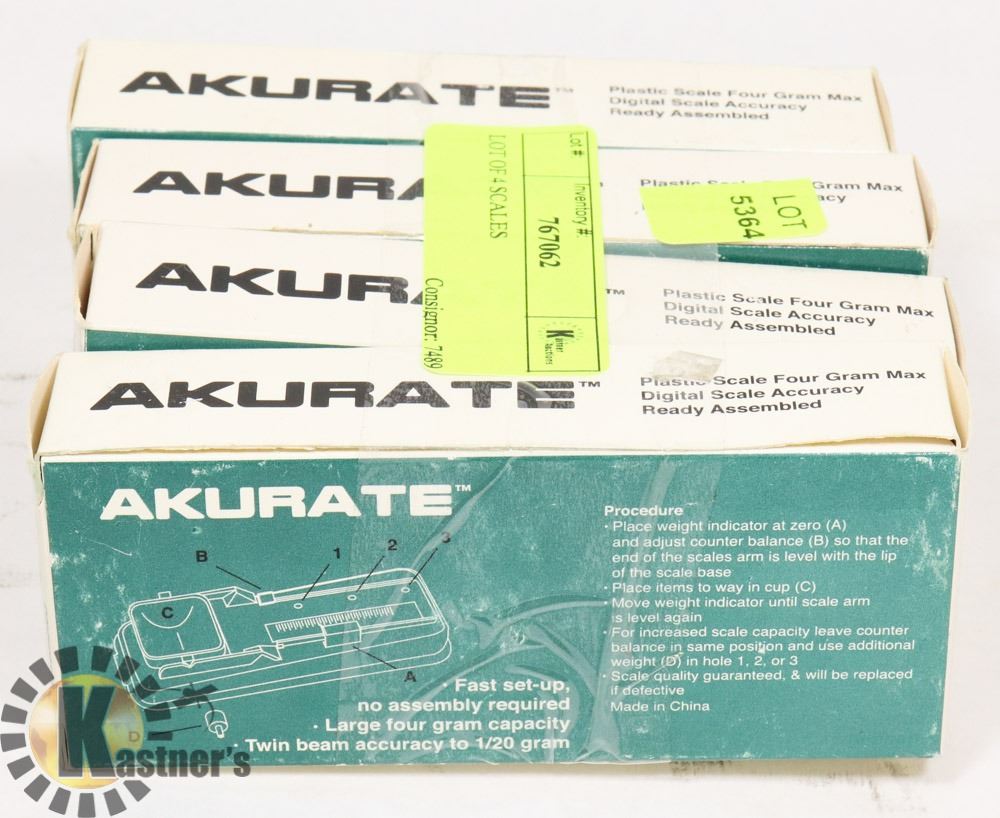 AKURATE™
Plastic Scale Four Gram Max
Digital Scale Accuracy
Ready Assembled
AKURA
Plastic Gram Max
acy
AKUR
™
Plastic Scale Four Gram Max
Digital Scale Accuracy
Ready Assembled
LOT OF 4 SCALES
Lot #:
Inventory #:
767062
Consignor: 7489
LOT
5364
AKURATE™
Plastic Scale Four Gram Max
Digital Scale Accuracy
Ready Assembled
AKURATE™
B
1
2
3
C
A
D
· Fast set-up,
no assembly required
· Large four gram capacity
· Twin beam accuracy to 1/20 gram
Procedure
· Place weight indicator at zero (A)
and adjust counter balance (B) so that the
end of the scales arm is level with the lip
of the scale base
· Place items to way in cup (C)
· Move weight indicator until scale arm
is level again
· For increased scale capacity leave counter
balance in same position and use additional
weight (D) in hole 1, 2, or 3
· Scale quality guaranteed, & will be replaced
if defective
Made in China
Kastner's